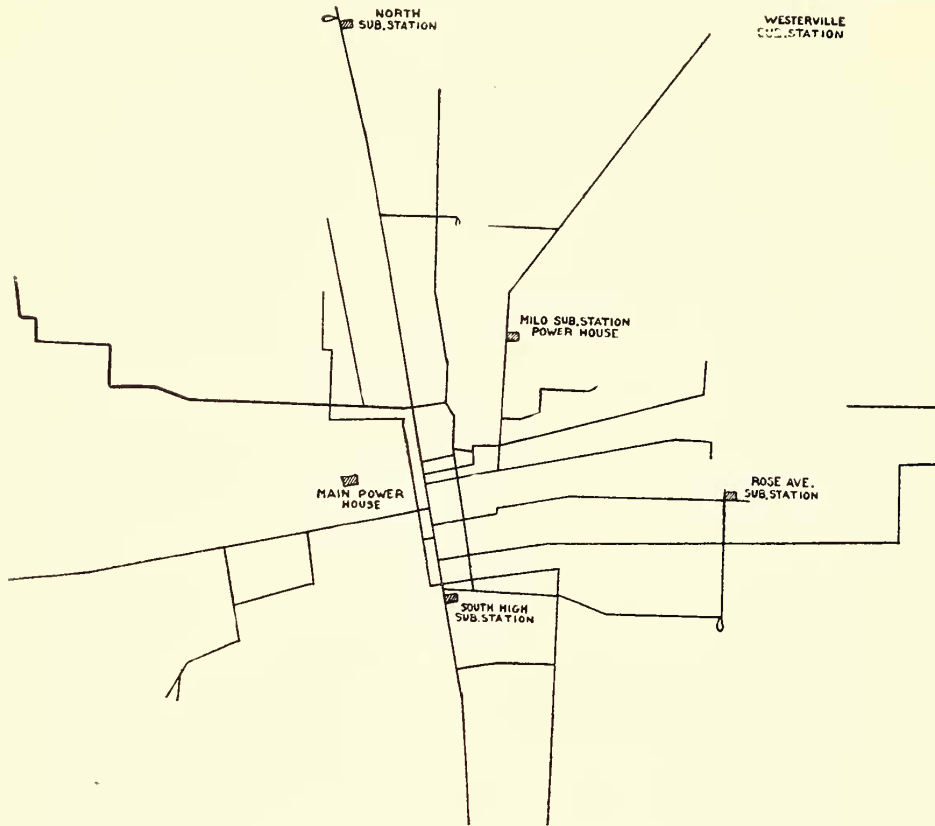 NORTH
SUB.STATION
WESTERVILLE
SUB.STATION
MILO SUB.STATION
POWER HOUSE
MAIN POWER
HOUSE
ROSE AVE.
SUB.STATION
SOUTH HIGH
SUB.STATION